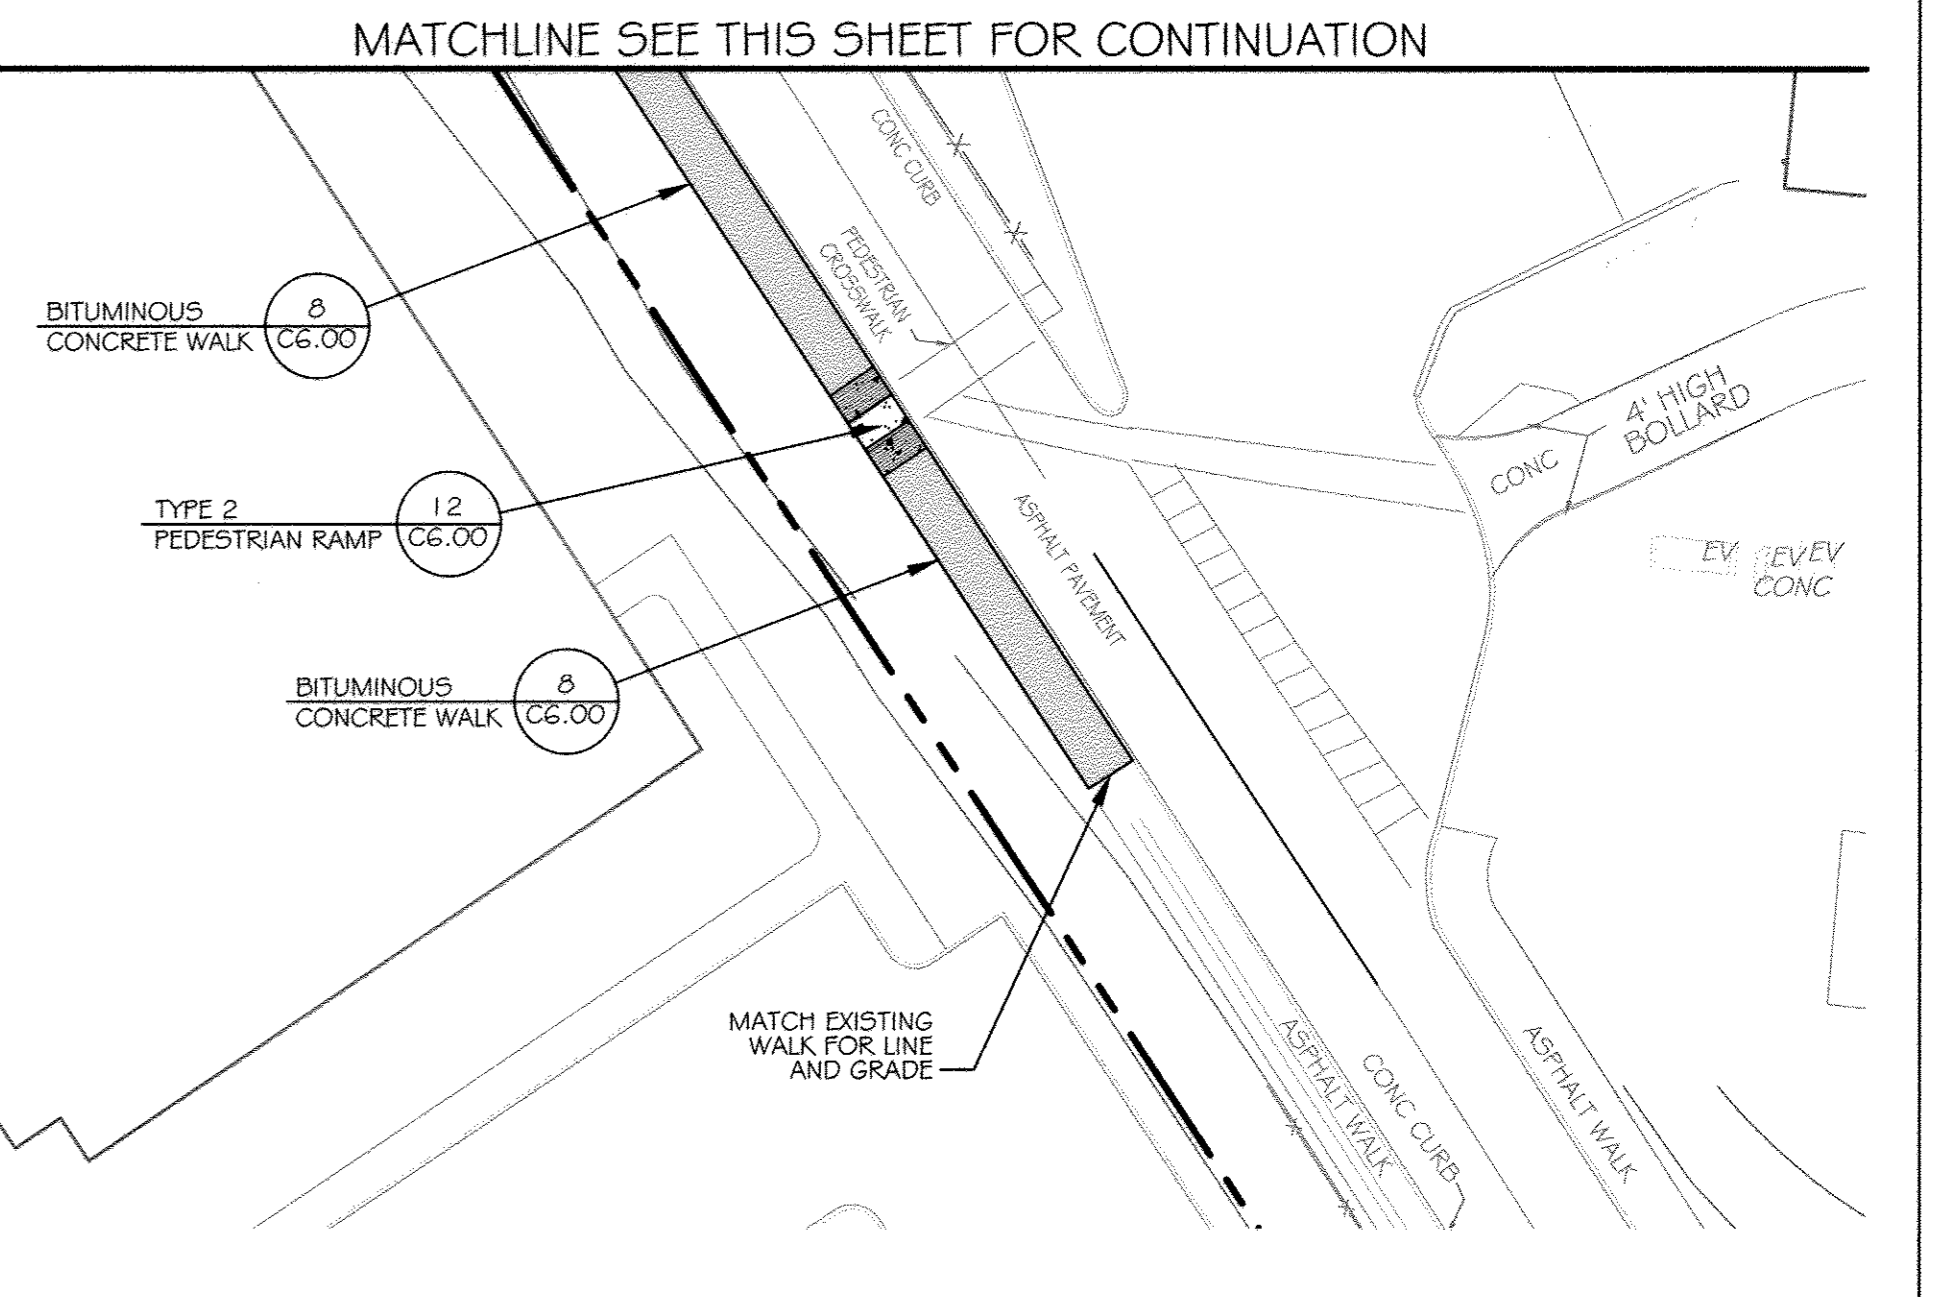 MATCHLINE SEE THIS SHEET FOR CONTINUATION
CONC CURB
PEDESTRIAN
CROSSWALK
BITUMINOUS
CONCRETE WALK
8
C6.00
4' HIGH
BOLLARD
CONC
TYPE 2
PEDESTRIAN RAMP
12
C6.00
ASPHALT PAVEMENT
EV
EV EV
CONC
BITUMINOUS
CONCRETE WALK
8
C6.00
MATCH EXISTING
WALK FOR LINE
AND GRADE
ASPHALT WALK
CONC CURB
ASPHALT WALK